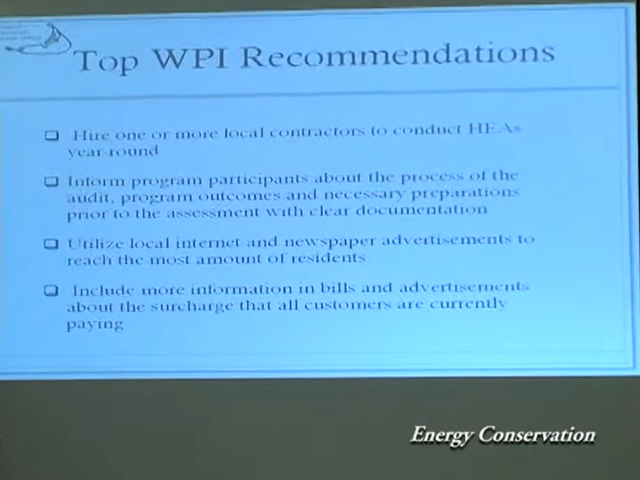 Top WPI Recommendations
Hire one or more local contractors to conduct HEAs
year-round
Inform program participants about the process of the
audit, program outcomes and necessary preparations
prior to the assessment with clear documentation
Utilize local internet and newspaper advertisements to
reach the most amount of residents
Include more information in bills and advertisements
about the surcharge that all customers are currently
paying
Energy Conservation